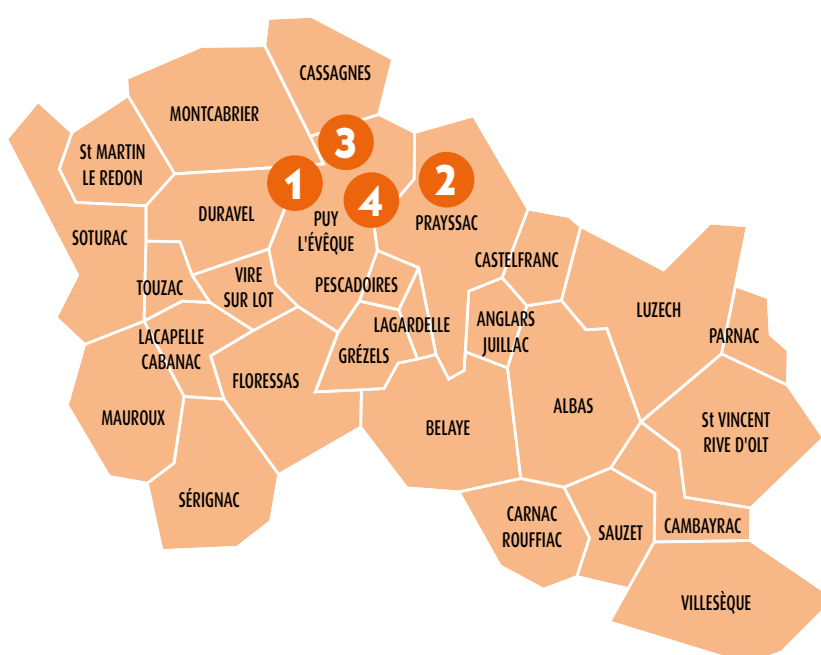 CASSAGNES
MONTCABRIER
3
St MARTIN
LE REDON
1
2
4
DURAVEL
PUY
L'ÉVÊQUE
PRAYSSAC
SOTURAC
CASTELFRANC
TOUZAC
VIRE
SUR LOT
PESCADOIRES
LUZECH
LAGARDELLE
ANGLARS
JUILLAC
PARNAC
LACAPELLE
CABANAC
GRÉZELS
FLORESSAS
ALBAS
MAUROUX
BELAYE
St VINCENT
RIVE D'OLT
SÉRIGNAC
CARNAC
ROUFFIAC
SAUZET
CAMBAYRAC
VILLESÈQUE